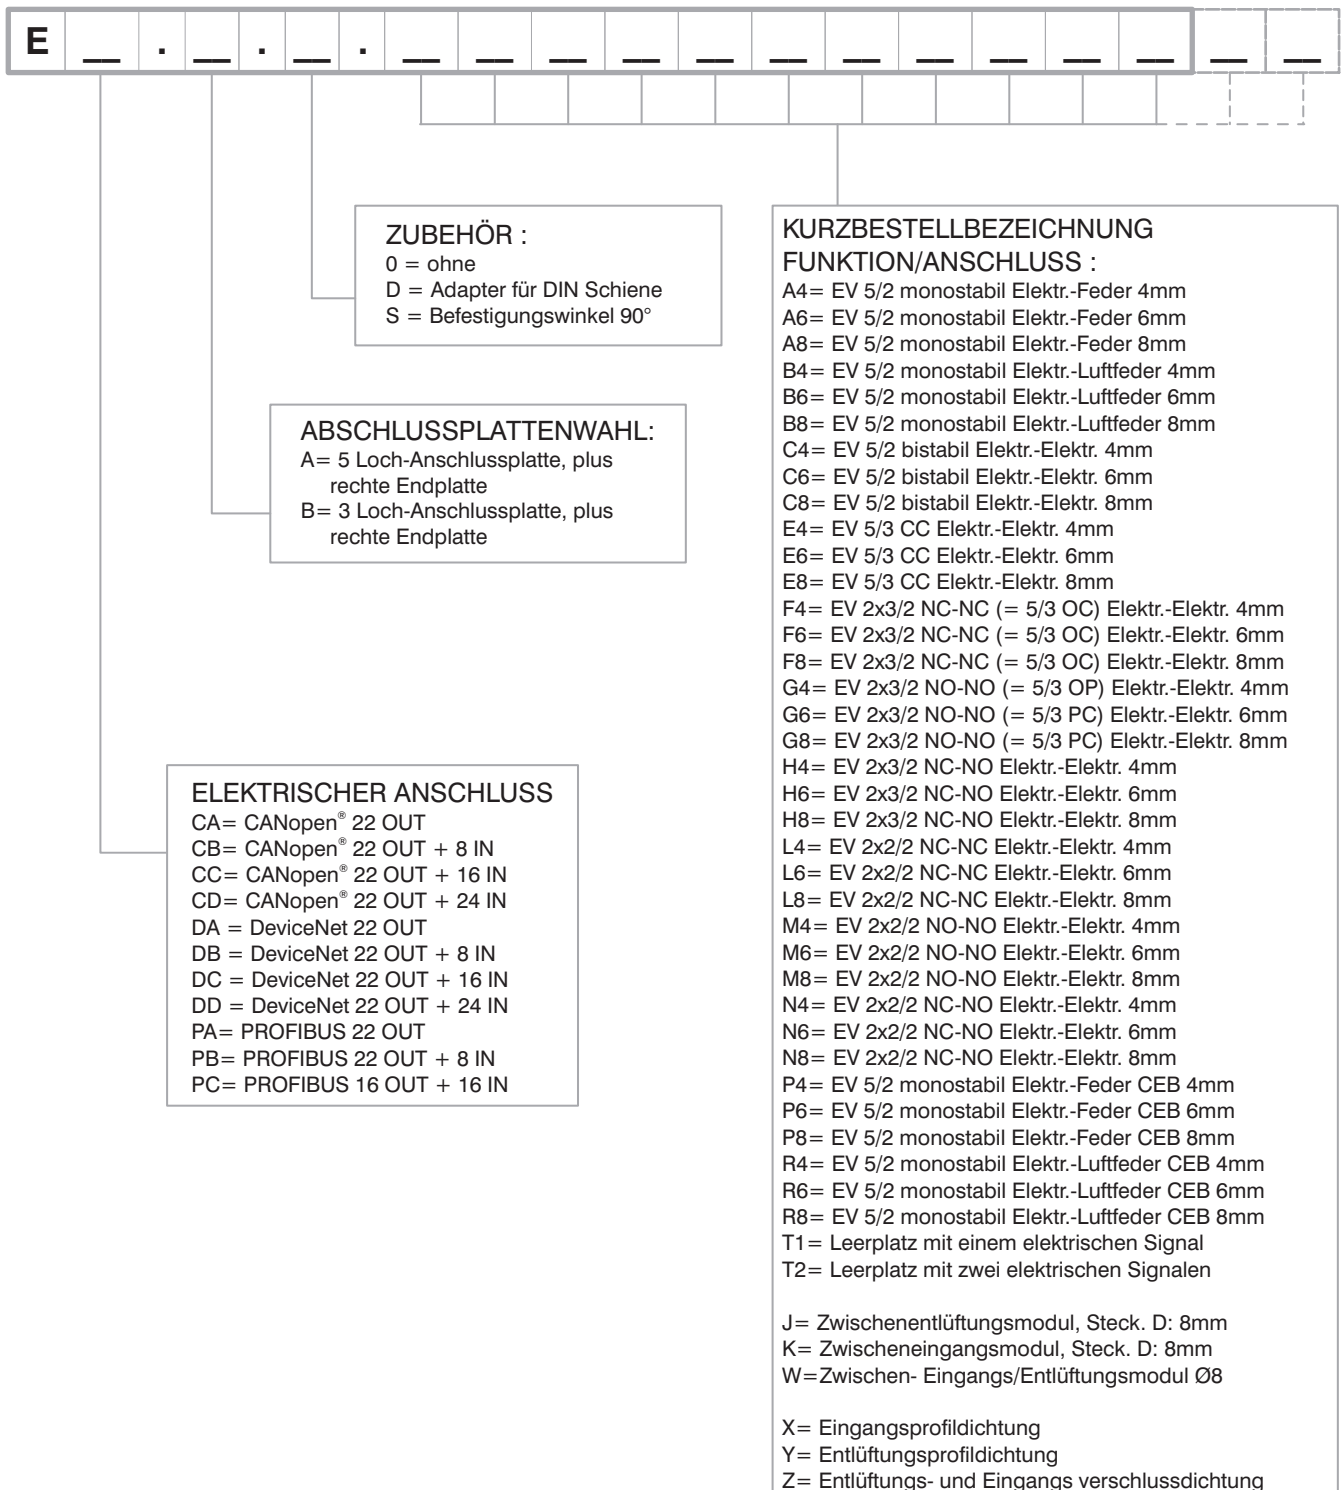 E __ . __ . __ . __ __ __ __ __ __ __ __ __ __ __ __ __
ZUBEHÖR :
0 = ohne
D = Adapter für DIN Schiene
S = Befestigungswinkel 90°
ABSCHLUSSPLATTENWAHL:
A= 5 Loch-Anschlussplatte, plus
rechte Endplatte
B= 3 Loch-Anschlussplatte, plus
rechte Endplatte
ELEKTRISCHER ANSCHLUSS
CA= CANopen® 22 OUT
CB= CANopen® 22 OUT + 8 IN
CC= CANopen® 22 OUT + 16 IN
CD= CANopen® 22 OUT + 24 IN
DA = DeviceNet 22 OUT
DB = DeviceNet 22 OUT + 8 IN
DC = DeviceNet 22 OUT + 16 IN
DD = DeviceNet 22 OUT + 24 IN
PA= PROFIBUS 22 OUT
PB= PROFIBUS 22 OUT + 8 IN
PC= PROFIBUS 16 OUT + 16 IN
KURZBESTELLBEZEICHNUNG
FUNKTION/ANSCHLUSS :
A4= EV 5/2 monostabil Elektr.-Feder 4mm
A6= EV 5/2 monostabil Elektr.-Feder 6mm
A8= EV 5/2 monostabil Elektr.-Feder 8mm
B4= EV 5/2 monostabil Elektr.-Luftfeder 4mm
B6= EV 5/2 monostabil Elektr.-Luftfeder 6mm
B8= EV 5/2 monostabil Elektr.-Luftfeder 8mm
C4= EV 5/2 bistabil Elektr.-Elektr. 4mm
C6= EV 5/2 bistabil Elektr.-Elektr. 6mm
C8= EV 5/2 bistabil Elektr.-Elektr. 8mm
E4= EV 5/3 CC Elektr.-Elektr. 4mm
E6= EV 5/3 CC Elektr.-Elektr. 6mm
E8= EV 5/3 CC Elektr.-Elektr. 8mm
F4= EV 2x3/2 NC-NC (= 5/3 OC) Elektr.-Elektr. 4mm
F6= EV 2x3/2 NC-NC (= 5/3 OC) Elektr.-Elektr. 6mm
F8= EV 2x3/2 NC-NC (= 5/3 OC) Elektr.-Elektr. 8mm
G4= EV 2x3/2 NO-NO (= 5/3 OP) Elektr.-Elektr. 4mm
G6= EV 2x3/2 NO-NO (= 5/3 PC) Elektr.-Elektr. 6mm
G8= EV 2x3/2 NO-NO (= 5/3 PC) Elektr.-Elektr. 8mm
H4= EV 2x3/2 NC-NO Elektr.-Elektr. 4mm
H6= EV 2x3/2 NC-NO Elektr.-Elektr. 6mm
H8= EV 2x3/2 NC-NO Elektr.-Elektr. 8mm
L4= EV 2x2/2 NC-NC Elektr.-Elektr. 4mm
L6= EV 2x2/2 NC-NC Elektr.-Elektr. 6mm
L8= EV 2x2/2 NC-NC Elektr.-Elektr. 8mm
M4= EV 2x2/2 NO-NO Elektr.-Elektr. 4mm
M6= EV 2x2/2 NO-NO Elektr.-Elektr. 6mm
M8= EV 2x2/2 NO-NO Elektr.-Elektr. 8mm
N4= EV 2x2/2 NC-NO Elektr.-Elektr. 4mm
N6= EV 2x2/2 NC-NO Elektr.-Elektr. 6mm
N8= EV 2x2/2 NC-NO Elektr.-Elektr. 8mm
P4= EV 5/2 monostabil Elektr.-Feder CEB 4mm
P6= EV 5/2 monostabil Elektr.-Feder CEB 6mm
P8= EV 5/2 monostabil Elektr.-Feder CEB 8mm
R4= EV 5/2 monostabil Elektr.-Luftfeder CEB 4mm
R6= EV 5/2 monostabil Elektr.-Luftfeder CEB 6mm
R8= EV 5/2 monostabil Elektr.-Luftfeder CEB 8mm
T1= Leerplatz mit einem elektrischen Signal
T2= Leerplatz mit zwei elektrischen Signalen
J= Zwischenentlüftungsmodul, Steck. D: 8mm
K= Zwischeneingangsmodul, Steck. D: 8mm
W=Zwischen- Eingangs/Entlüftungsmodul Ø8
X= Eingangsprofildichtung
Y= Entlüftungsprofildichtung
Z= Entlüftungs- und Eingangs verschlussdichtung